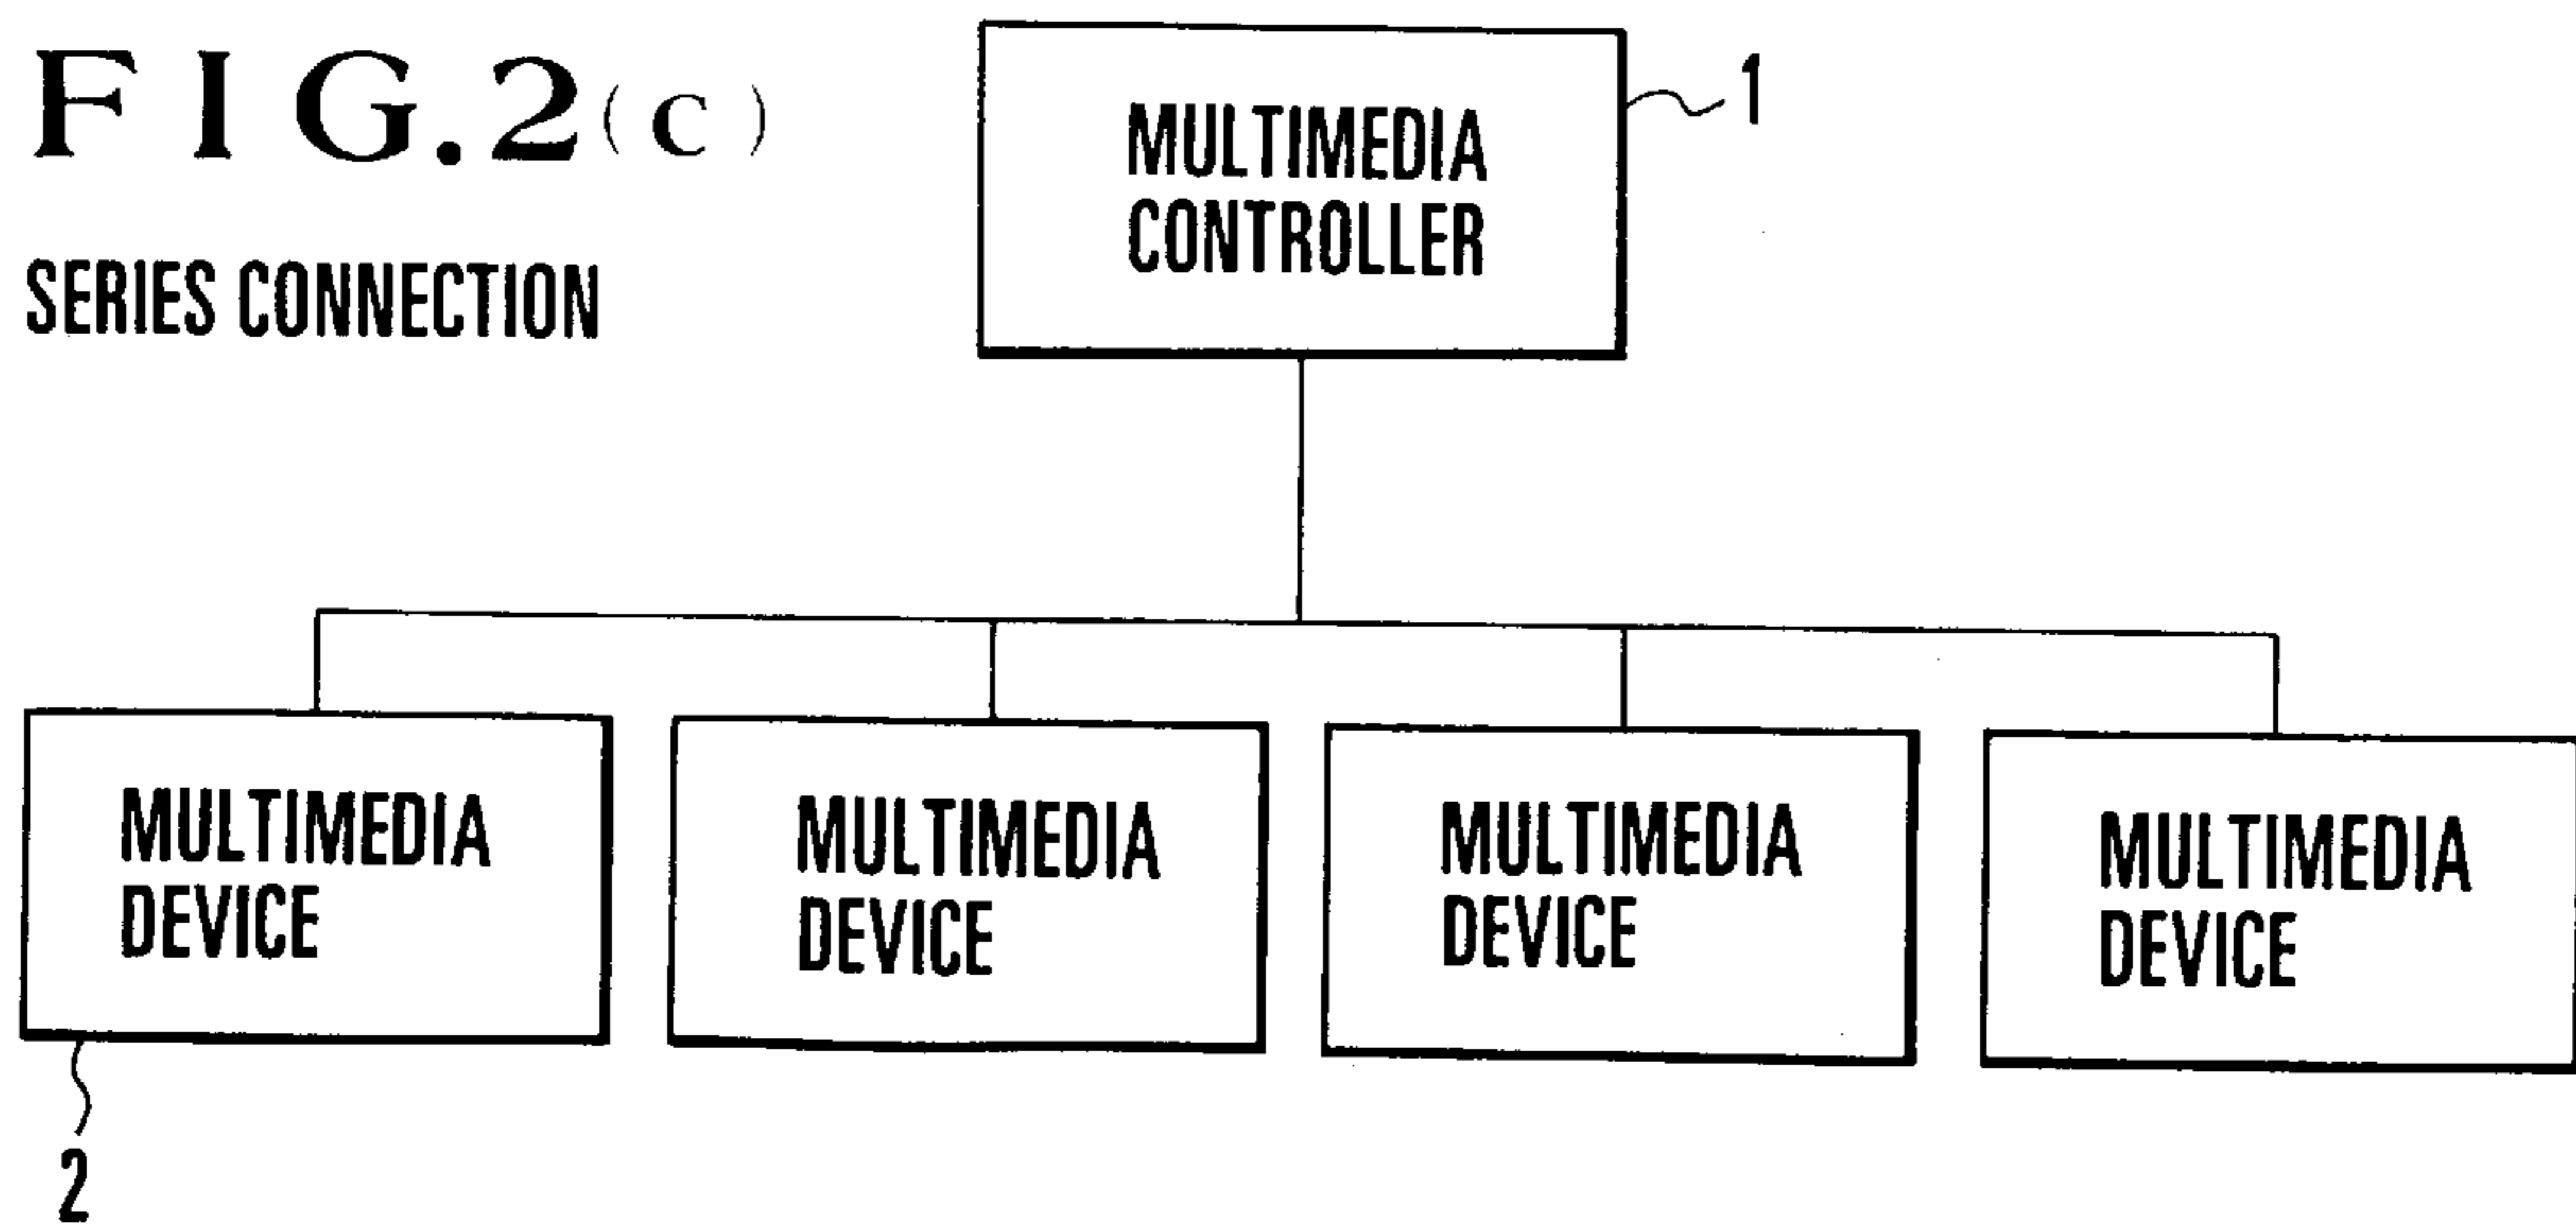 FIG.2(c)
SERIES CONNECTION
MULTIMEDIA
CONTROLLER
1
MULTIMEDIA
DEVICE
MULTIMEDIA
DEVICE
MULTIMEDIA
DEVICE
MULTIMEDIA
DEVICE
2